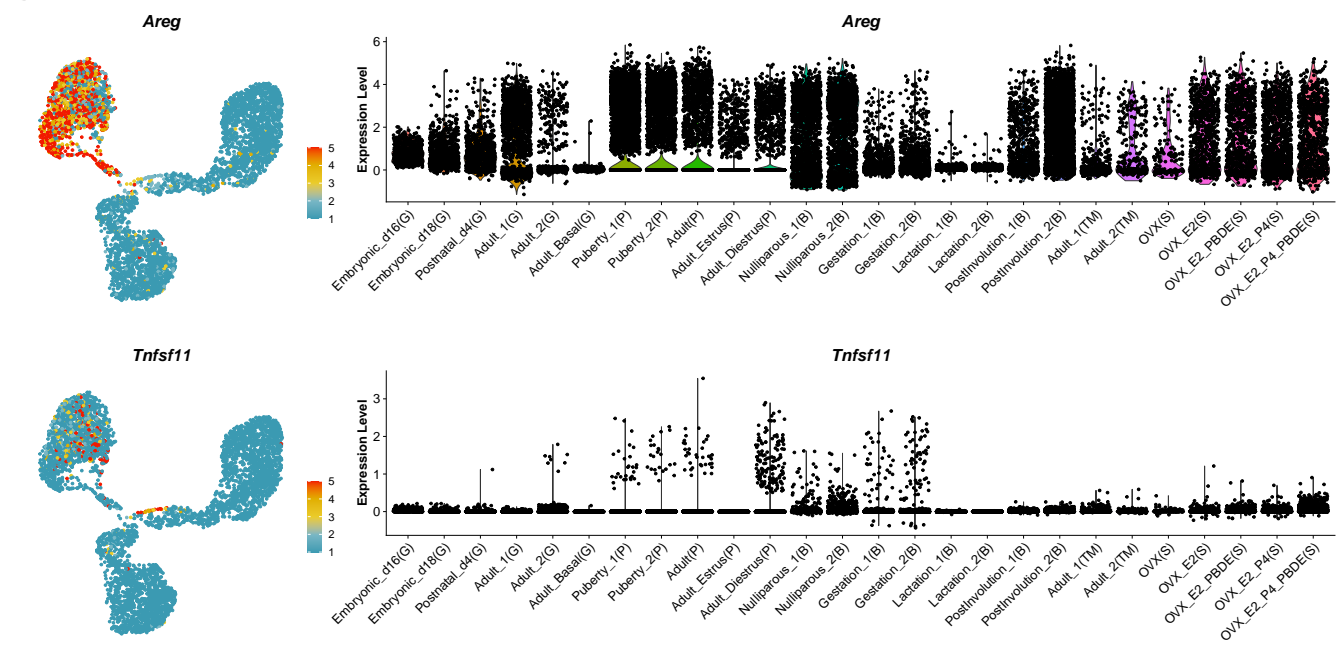 Areg
5
4
3
2
1
Areg
Expression Level
6
4
2
0
Embryonic_d16(G)
Embryonic_d18(G)
Postnatal_d4(G)
Adult_1(G)
Adult_2(G)
Adult_Basal(G)
Puberty_1(P)
Puberty_2(P)
Adult(P)
Adult_Estrus(P)
Adult_Diestrus(P)
Nulliparous_1(B)
Nulliparous_2(B)
Gestation_1(B)
Gestation_2(B)
Lactation_1(B)
Lactation_2(B)
PostInvolution_1(B)
PostInvolution_2(B)
Adult_1(TM)
Adult_2(TM)
OVX(S)
OVX_E2(S)
OVX_E2_PBDE(S)
OVX_E2_P4(S)
OVX_E2_P4_PBDE(S)
Tnfsf11
5
4
3
2
1
Tnfsf11
Expression Level
3
2
1
0
Embryonic_d16(G)
Embryonic_d18(G)
Postnatal_d4(G)
Adult_1(G)
Adult_2(G)
Adult_Basal(G)
Puberty_1(P)
Puberty_2(P)
Adult(P)
Adult_Estrus(P)
Adult_Diestrus(P)
Nulliparous_1(B)
Nulliparous_2(B)
Gestation_1(B)
Gestation_2(B)
Lactation_1(B)
Lactation_2(B)
PostInvolution_1(B)
PostInvolution_2(B)
Adult_1(TM)
Adult_2(TM)
OVX(S)
OVX_E2(S)
OVX_E2_PBDE(S)
OVX_E2_P4(S)
OVX_E2_P4_PBDE(S)